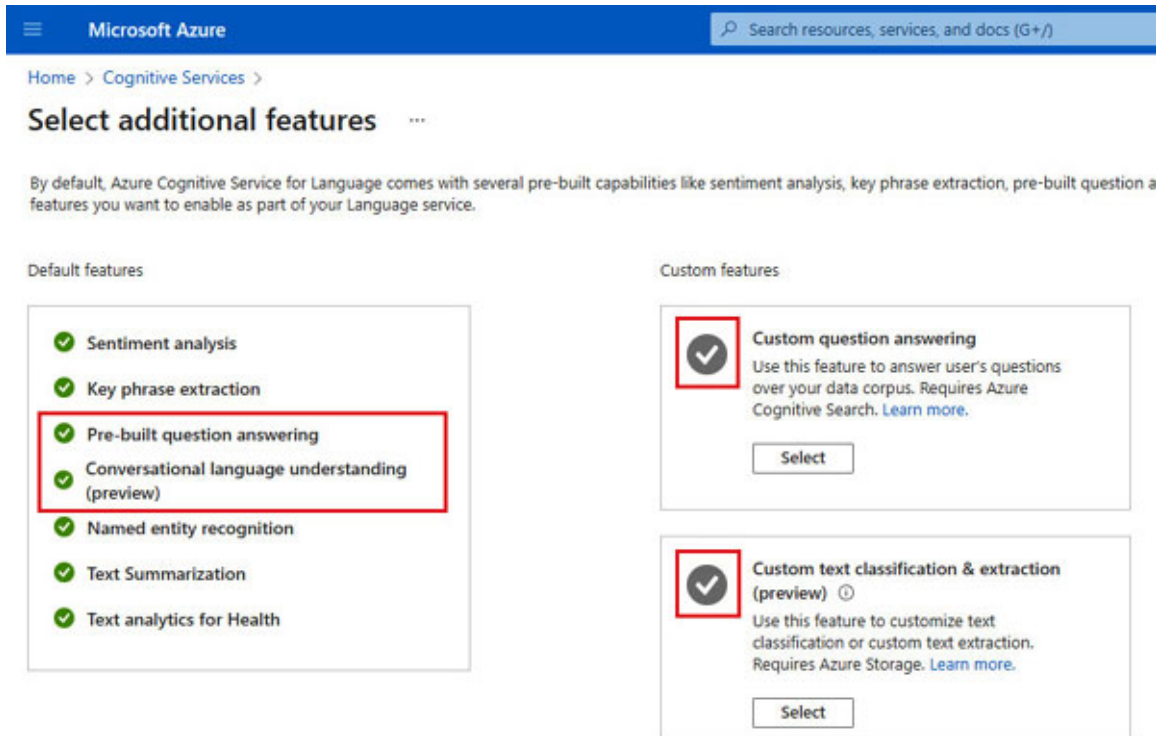 Microsoft Azure
Search resources, services, and docs (G+/)
Home > Cognitive Services >
Select additional features ...
By default, Azure Cognitive Service for Language comes with several pre-built capabilities like sentiment analysis, key phrase extraction, pre-built question a
features you want to enable as part of your Language service.
Default features
Sentiment analysis
Key phrase extraction
Pre-built question answering
Conversational language understanding
(preview)
Named entity recognition
Text Summarization
Text analytics for Health
Custom features
Custom question answering
Use this feature to answer user's questions
over your data corpus. Requires Azure
Cognitive Search. Learn more.
Select
Custom text classification & extraction
(preview)
Use this feature to customize text
classification or custom text extraction.
Requires Azure Storage. Learn more.
Select